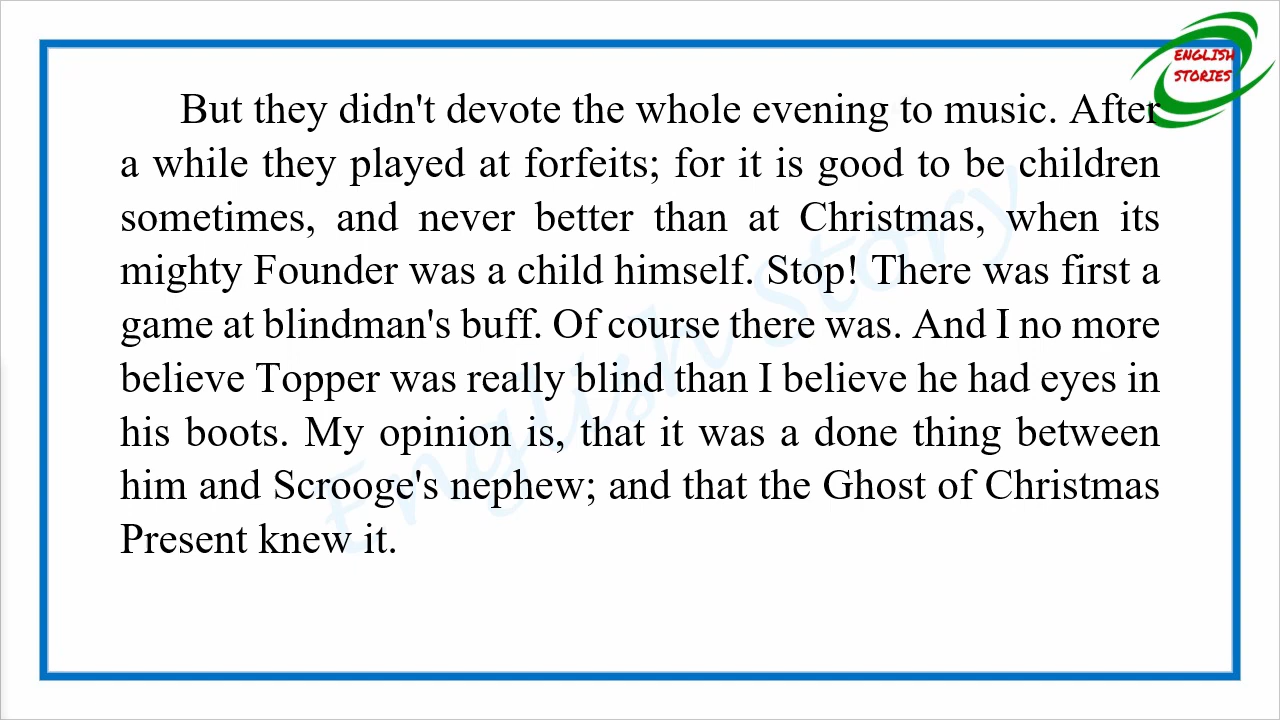 ENGLISH
STORIES
But they didn't devote the whole evening to music. After
a while they played at forfeits; for it is good to be children
sometimes, and never better than at Christmas, when its
mighty Founder was a child himself. Stop! There was first a
game at blindman's buff. Of course there was. And I no more
believe Topper was really blind than I believe he had eyes in
his boots. My opinion is, that it was a done thing between
him and Scrooge's nephew; and that the Ghost of Christmas
Present knew it.
English Story